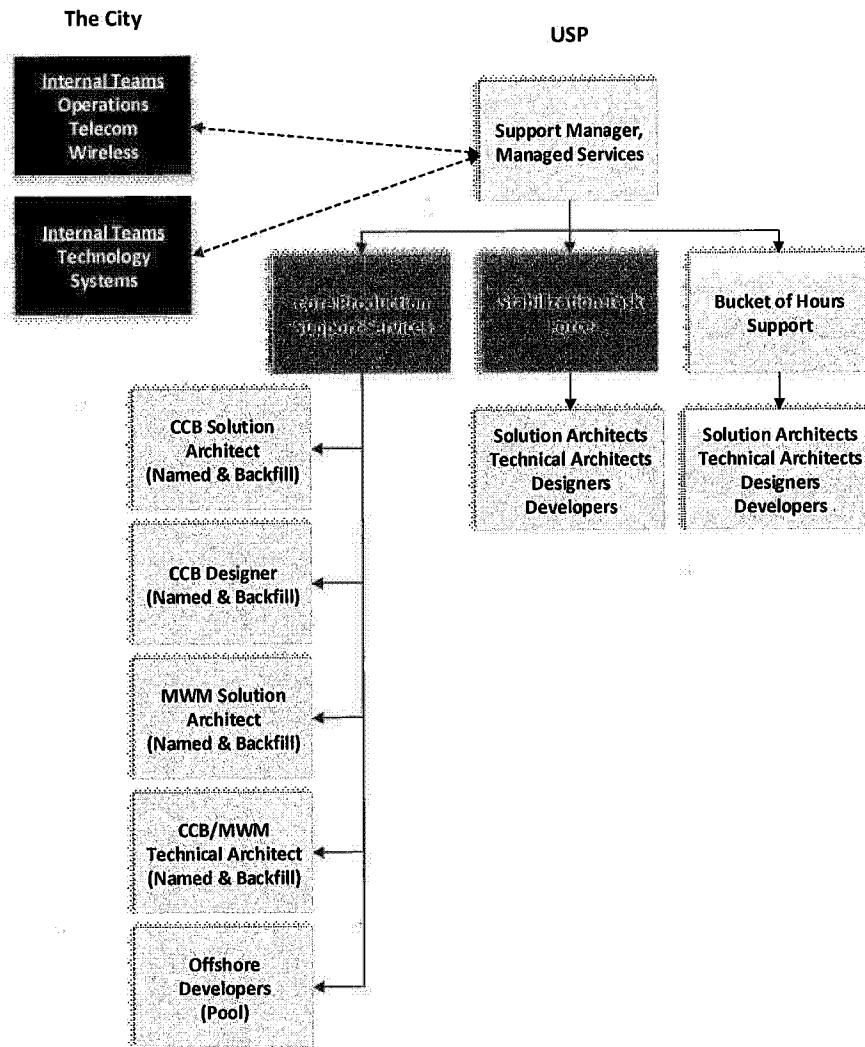 The City
USP
Internal Teams
Operations
Telecom
Wireless
Support Manager,
Managed Services
Internal Teams
Technology
Systems
Core Production
Support Services
Stabilization Task
Force
Bucket of Hours
Support
CCB Solution
Architect
(Named & Backfill)
Solution Architects
Technical Architects
Designers
Developers
Solution Architects
Technical Architects
Designers
Developers
CCB Designer
(Named & Backfill)
MWM Solution
Architect
(Named & Backfill)
CCB/MWM
Technical Architect
(Named & Backfill)
Offshore
Developers
(Pool)